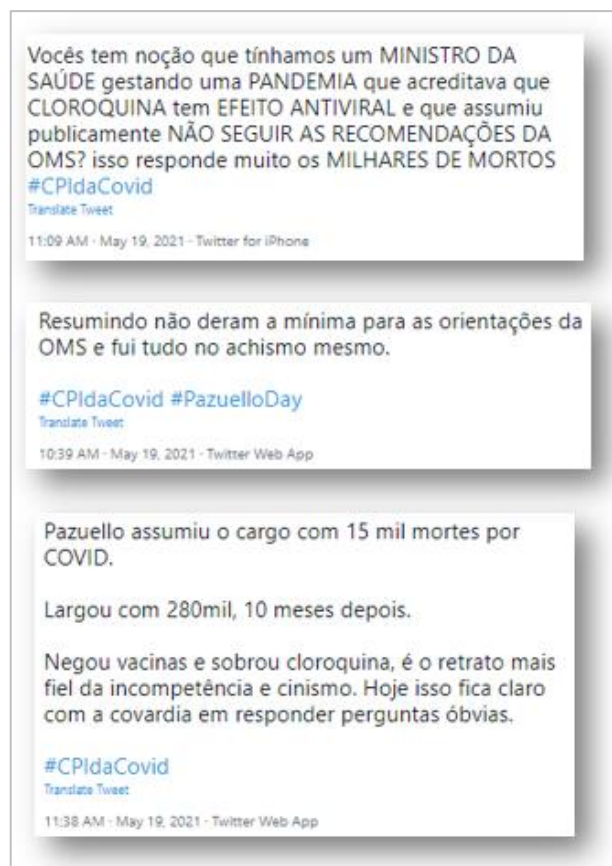 Vocês tem noção que tínhamos um MINISTRO DA
SAÚDE gestando uma PANDEMIA que acreditava que
CLOROQUINA tem EFEITO ANTIVIRAL e que assumiu
publicamente NÃO SEGUIR AS RECOMENDAÇÕES DA
OMS? isso responde muito os MILHARES DE MORTOS
#CPIdaCovid
Translate Tweet
11:09 AM · May 19, 2021 · Twitter for iPhone
Resumindo não deram a mínima para as orientações da
OMS e fui tudo no achismo mesmo.
#CPIdaCovid #PazuelloDay
Translate Tweet
10:39 AM · May 19, 2021 · Twitter Web App
Pazuello assumiu o cargo com 15 mil mortes por
COVID.
Largou com 280mil, 10 meses depois.
Negou vacinas e sobrou cloroquina, é o retrato mais
fiel da incompetência e cinismo. Hoje isso fica claro
com a covardia em responder perguntas óbvias.
#CPIdaCovid
Translate Tweet
11:38 AM · May 19, 2021 · Twitter Web App